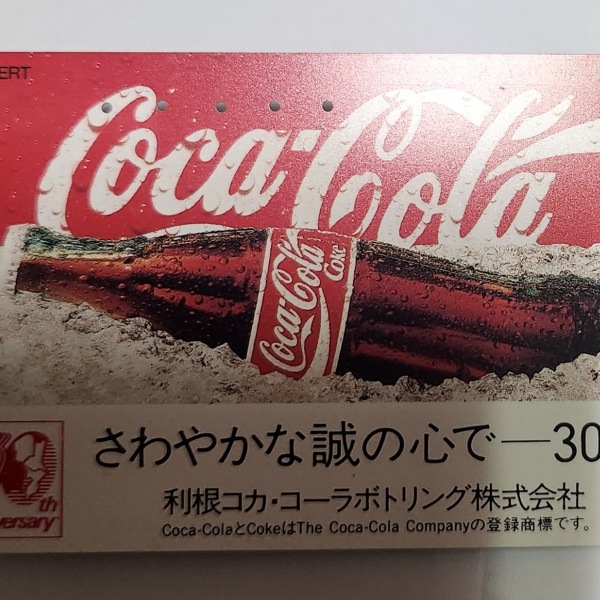 ERT
Coca-Cola
Coca-Cola
Coke
さわやかな誠の心で—30
th
versary
利根コカ・コーラボトリング株式会社
Coca-ColaとCokeはThe Coca-Cola Companyの登録商標です。